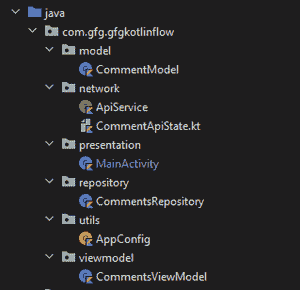 java
com.gfg.gfgkotlinflow
model
CommentModel
network
ApiService
CommentApiState.kt
presentation
MainActivity
repository
CommentsRepository
utils
AppConfig
viewmodel
CommentsViewModel